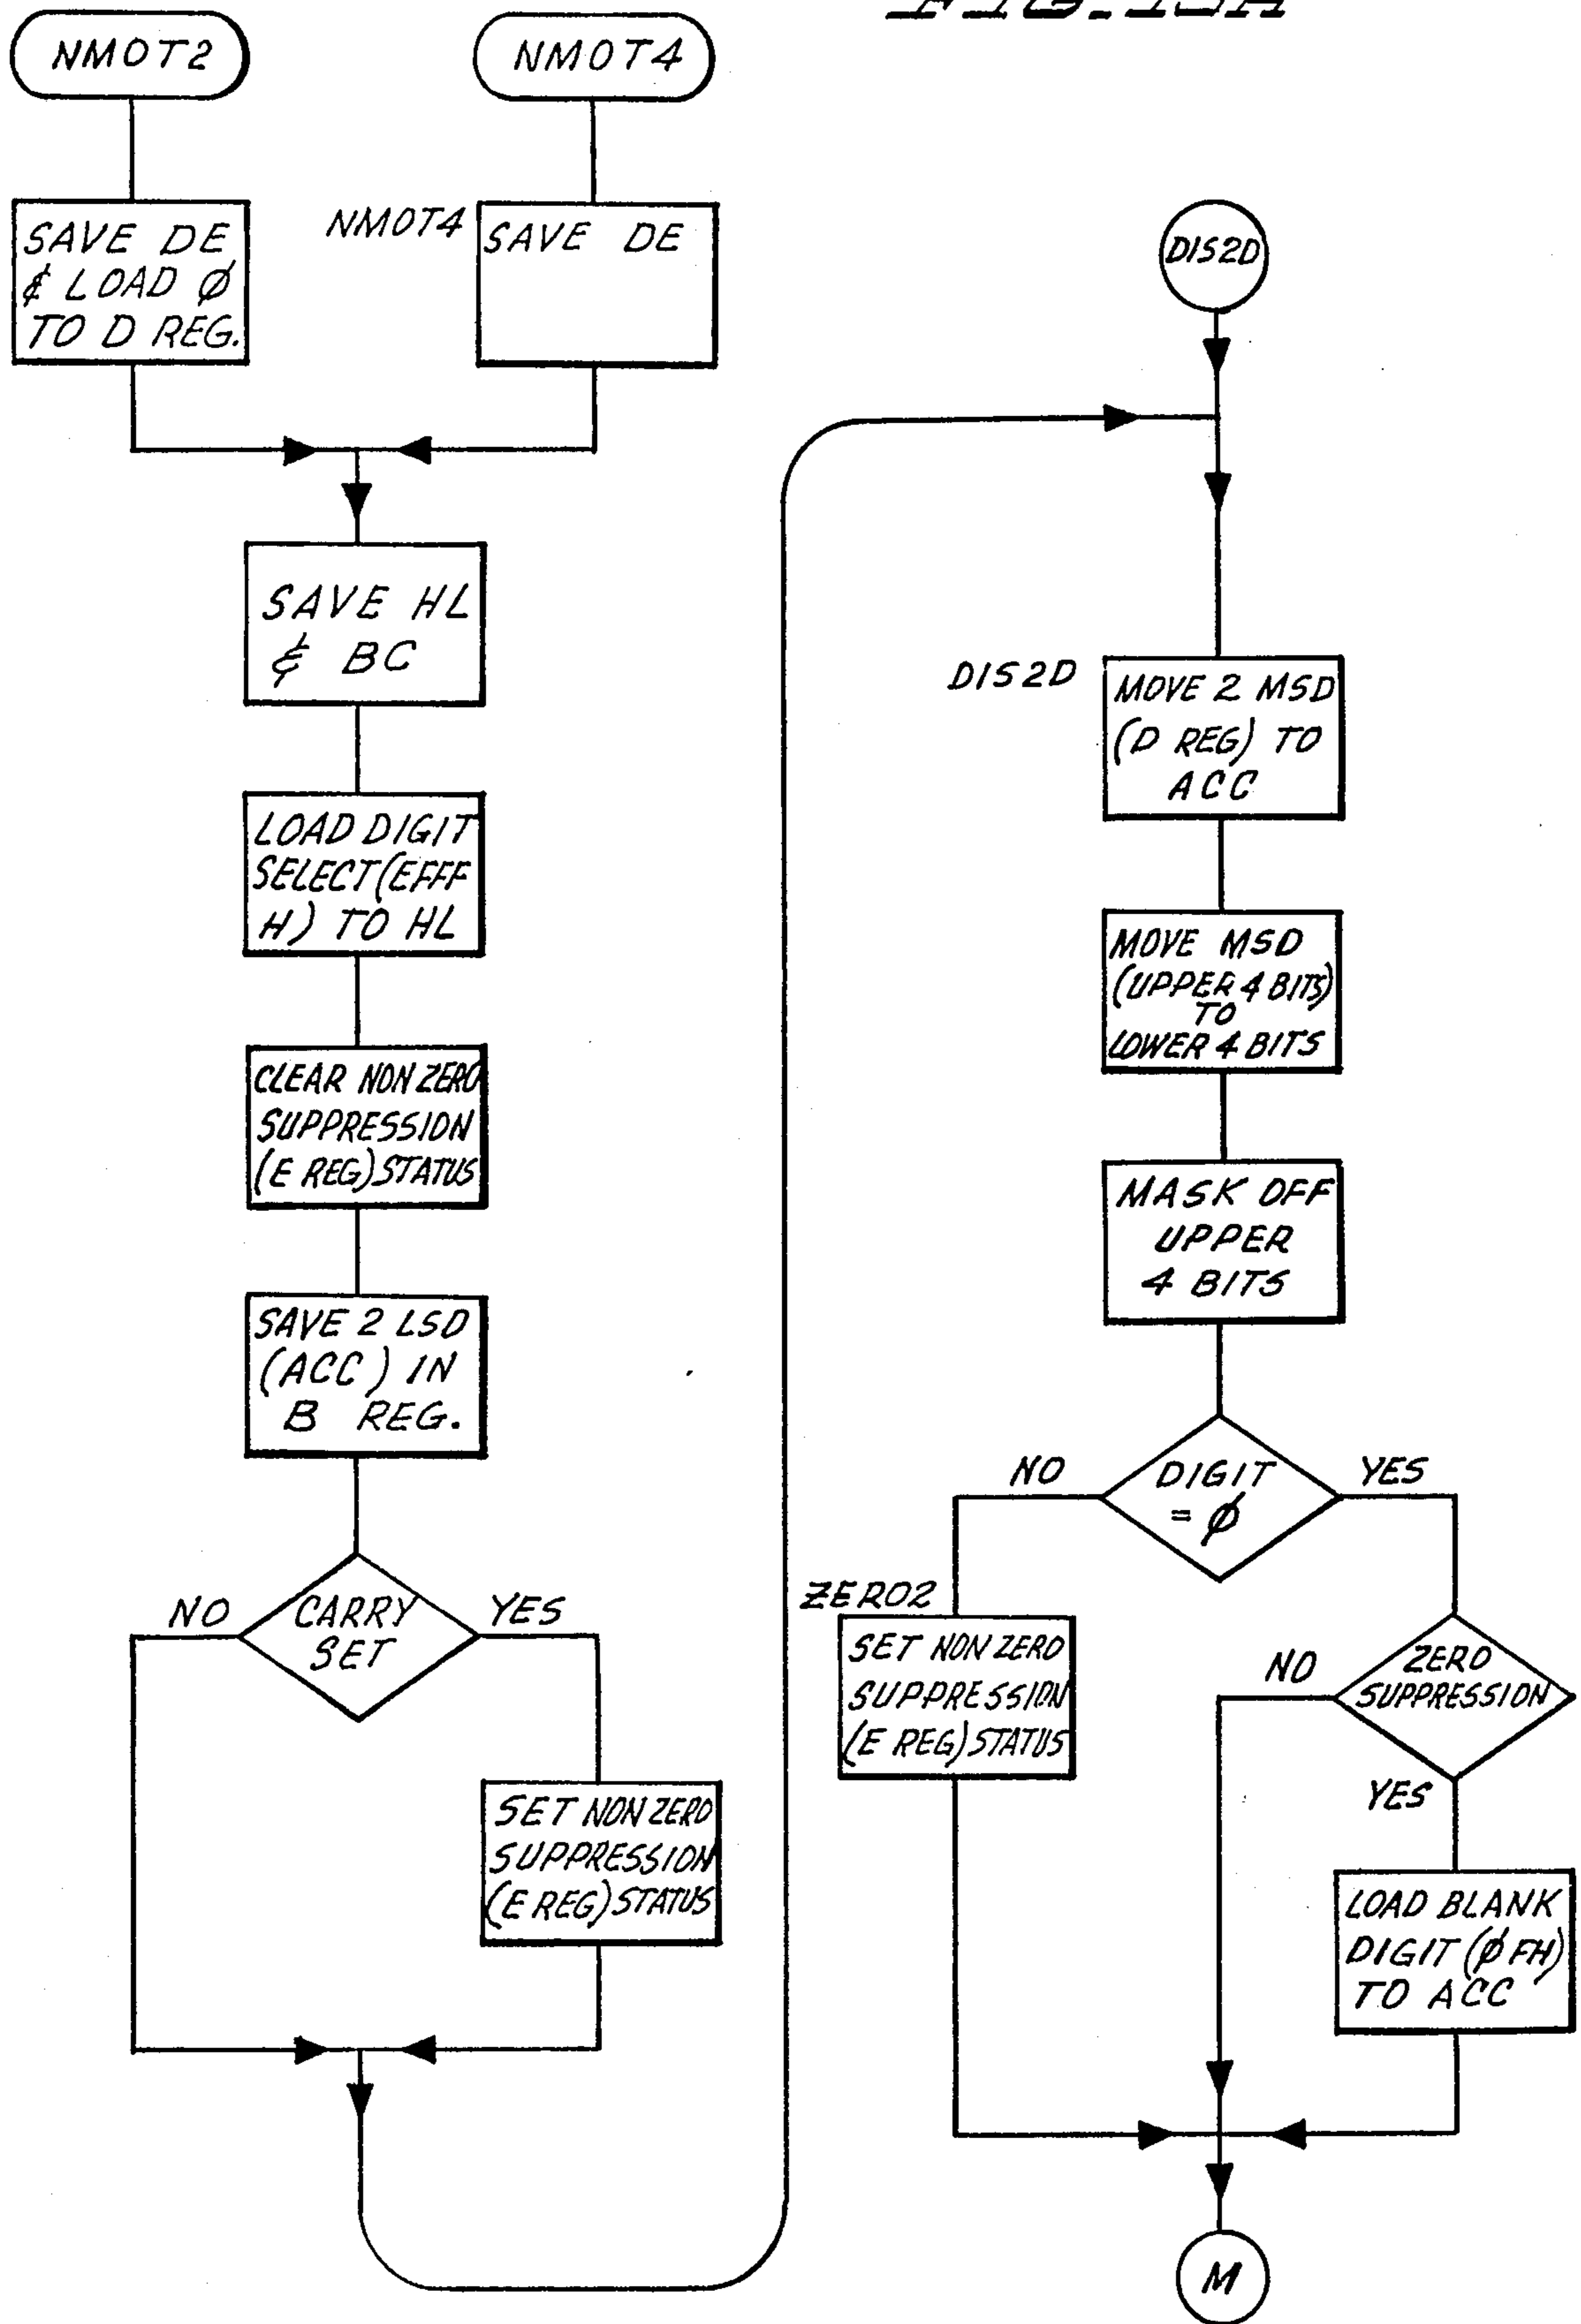 NMOT2
NMOT4
SAVE DE
& LOAD Ø
TO D REG.
NMOT4
SAVE DE
SAVE HL
& BC
LOAD DIGIT
SELECT(EFFF
H) TO HL
CLEAR NON ZERO
SUPPRESSION
(E REG) STATUS
SAVE 2 LSD
(ACC) IN
B REG.
CARRY
SET
NO
YES
SET NON ZERO
SUPPRESSION
(E REG) STATUS
DIS2D
DIS2D
MOVE 2 MSD
(D REG) TO
ACC
MOVE MSD
(UPPER 4 BITS)
TO
LOWER 4 BITS
MASK OFF
UPPER
4 BITS
DIGIT
= Ø
NO
YES
ZERO2
SET NON ZERO
SUPPRESSION
(E REG) STATUS
ZERO
SUPPRESSION
NO
YES
LOAD BLANK
DIGIT (Ø FH)
TO ACC
M